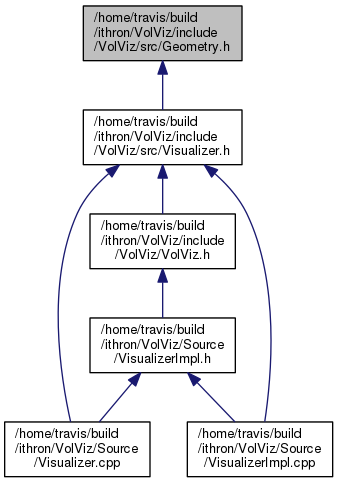 /home/travis/build
/ithron/VolViz/include
/VolViz/src/Geometry.h
/home/travis/build
/ithron/VolViz/include
/VolViz/src/Visualizer.h
/home/travis/build
/ithron/VolViz/include
/VolViz/VolViz.h
/home/travis/build
/ithron/VolViz/Source
/VisualizerImpl.h
/home/travis/build
/ithron/VolViz/Source
/Visualizer.cpp
/home/travis/build
/ithron/VolViz/Source
/VisualizerImpl.cpp